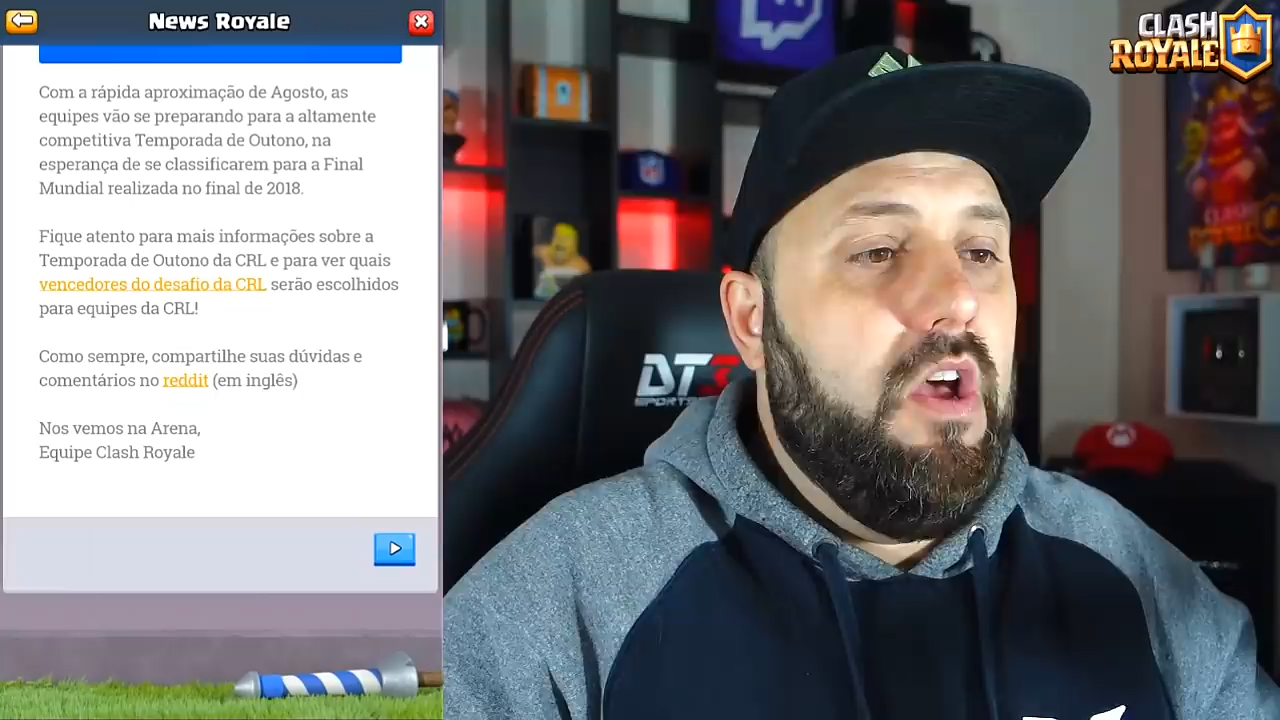 News Royale
Com a rápida aproximação de Agosto, as
equipes vão se preparando para a altamente
competitiva Temporada de Outono, na
esperança de se classificarem para a Final
Mundial realizada no final de 2018.
Fique atento para mais informações sobre a
Temporada de Outono da CRL e para ver quais
vencedores do desafio da CRL serão escolhidos
para equipes da CRL!
Como sempre, compartilhe suas dúvidas e
comentários no reddit (em inglês)
Nos vemos na Arena,
Equipe Clash Royale
CLASH
ROYALE
DT3
SPORTS
CLASH
ROYALE